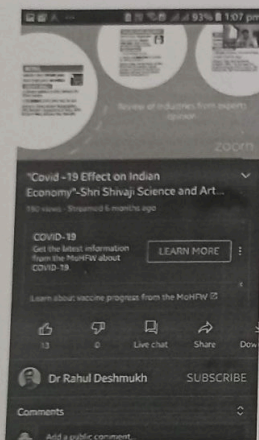 93% 1:07 pm
Review of Industries from experts
opinion
zoom
"Covid -19 Effect on Indian
Economy"-Shri Shivaji Science and Art...
views · Streamed 6 months ago
COVID-19
Get the latest information
from the MoHFW about
COVID-19.
LEARN MORE
Learn about vaccine progress from the MoHFW
13 0 Live chat Share Dow
Dr Rahul Deshmukh SUBSCRIBE
Comments
Add a public comment...